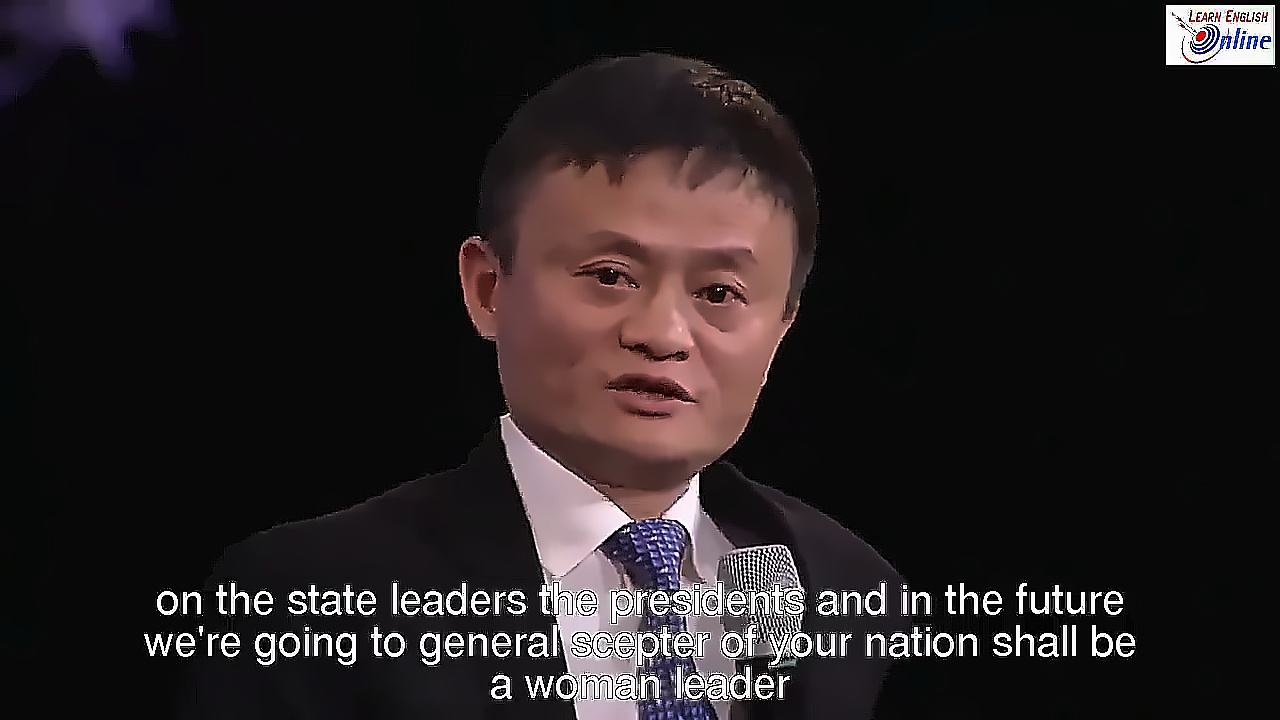 LEARN ENGLISH
Online
on the state leaders the presidents and in the future
we're going to general scepter of your nation shall be
a woman leader